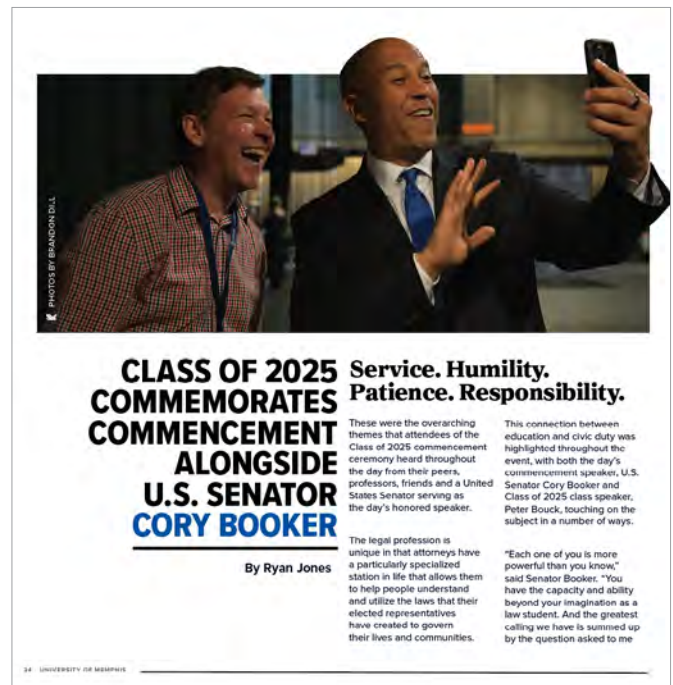 PHOTOS BY BRANDON DILL
CLASS OF 2025
COMMEMORATES
COMMENCEMENT
ALONGSIDE
U.S. SENATOR
CORY BOOKER
By Ryan Jones
Service. Humility.
Patience. Responsibility.
These were the overarching
themes that attendees of the
Class of 2025 commencement
ceremony heard throughout
the day from their peers,
professors, friends and a United
States Senator serving as
the day's honored speaker.
The legal profession is
unique in that attorneys have
a particularly specialized
station in life that allows them
to help people understand
and utilize the laws that their
elected representatives
have created to govern
their lives and communities.
This connection between
education and civic duty was
highlighted throughout the
event, with both the day's
commencement speaker, U.S.
Senator Cory Booker and
Class of 2025 class speaker,
Peter Bouck, touching on the
subject in a number of ways.
“Each one of you is more
powerful than you know,”
said Senator Booker. “You
have the capacity and ability
beyond your imagination as a
law student. And the greatest
calling we have is summed up
by the question asked to me
34 UNIVERSITY OF MEMPHIS